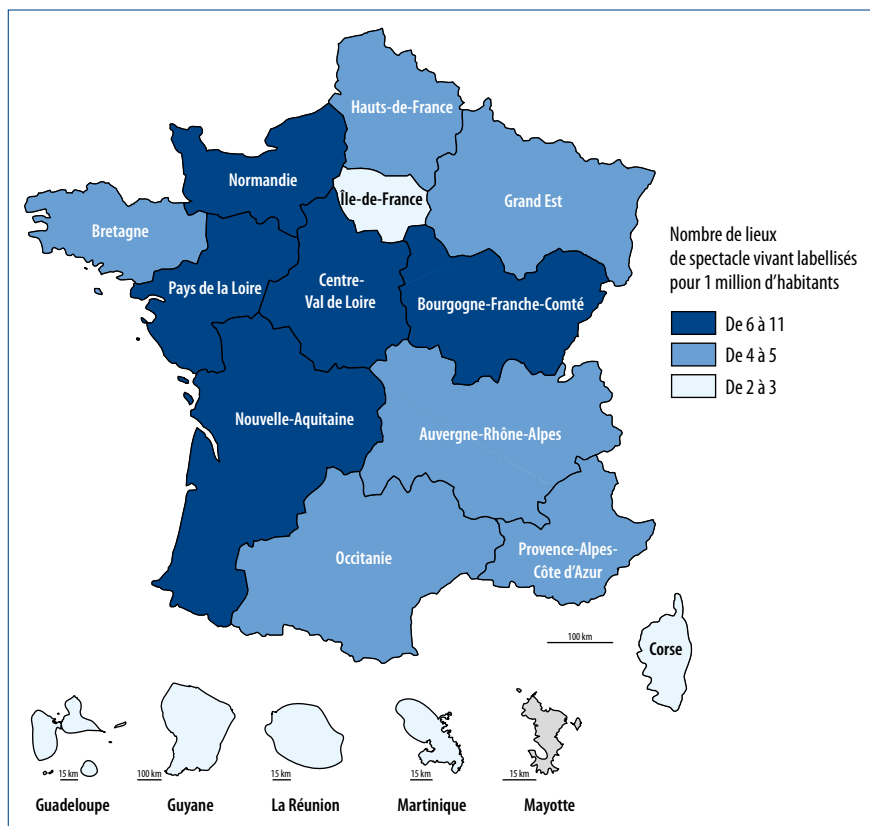 Hauts-de-France
Normandie
Île-de-France
Grand Est
Bretagne
Pays de la Loire
Centre-
Val de Loire
Bourgogne-Franche-Comté
Nombre de lieux
de spectacle vivant labellisés
pour 1 million d'habitants
De 6 à 11
De 4 à 5
De 2 à 3
Nouvelle-Aquitaine
Auvergne-Rhône-Alpes
Occitanie
Provence-Alpes-
Côte d'Azur
100 km
Corse
15 km
100 km
15 km
15 km
15 km
Guadeloupe
Guyane
La Réunion
Martinique
Mayotte